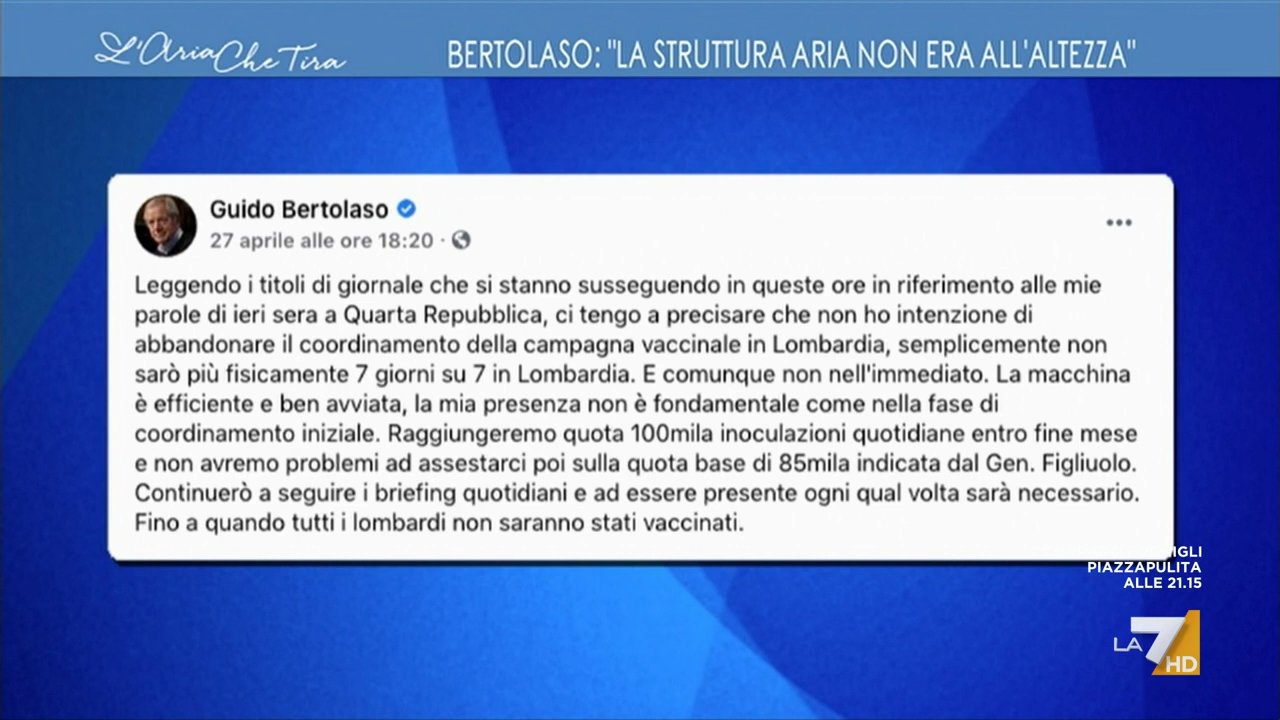 L'Aria Che Tira
BERTOLASO: "LA STRUTTURA ARIA NON ERA ALL'ALTEZZA"
Guido Bertolaso
27 aprile alle ore 18:20 ·
Leggendo i titoli di giornale che si stanno susseguendo in queste ore in riferimento alle mie
parole di ieri sera a Quarta Repubblica, ci tengo a precisare che non ho intenzione di
abbandonare il coordinamento della campagna vaccinale in Lombardia, semplicemente non
sarò più fisicamente 7 giorni su 7 in Lombardia. E comunque non nell'immediato. La macchina
è efficiente e ben avviata, la mia presenza non è fondamentale come nella fase di
coordinamento iniziale. Raggiungeremo quota 100mila inoculazioni quotidiane entro fine mese
e non avremo problemi ad assestarci poi sulla quota base di 85mila indicata dal Gen. Figliuolo.
Continuerò a seguire i briefing quotidiani e ad essere presente ogni qual volta sarà necessario.
Fino a quando tutti i lombardi non saranno stati vaccinati.
PIAZZAPULITA
ALLE 21.15
LA 7 HD